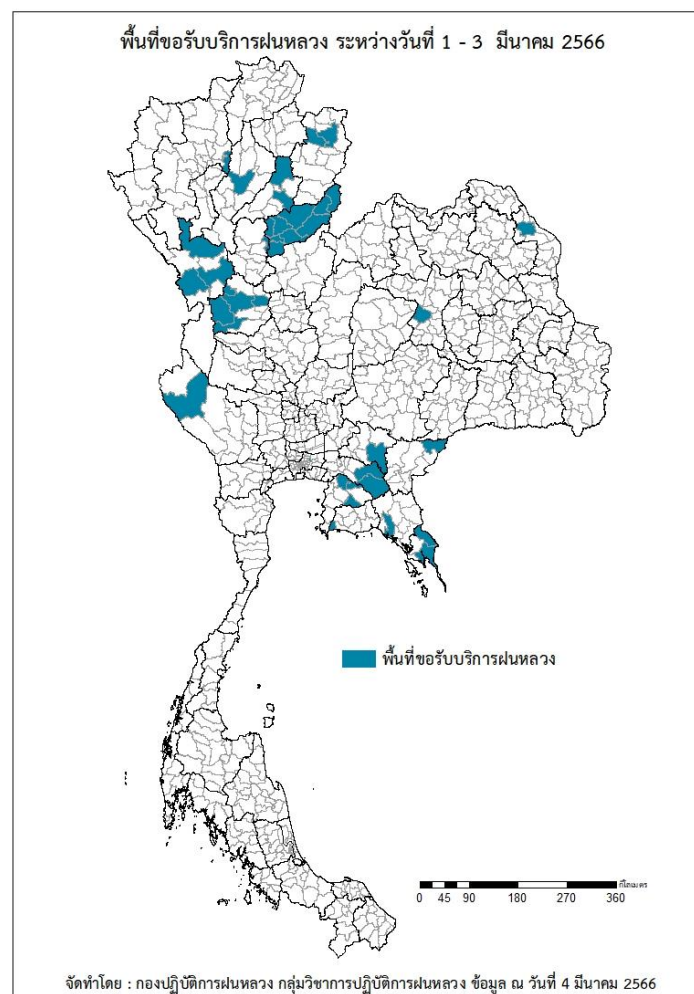 พื้นที่ขอรับบริการฝนหลวง ระหว่างวันที่ 1 - 3 มีนาคม 2566
พื้นที่ขอรับบริการฝนหลวง
กิโลเมตร
0 45 90 180 270 360
จัดทำโดย : กองปฏิบัติการฝนหลวง กลุ่มวิชาการปฏิบัติการฝนหลวง ข้อมูล ณ วันที่ 4 มีนาคม 2566